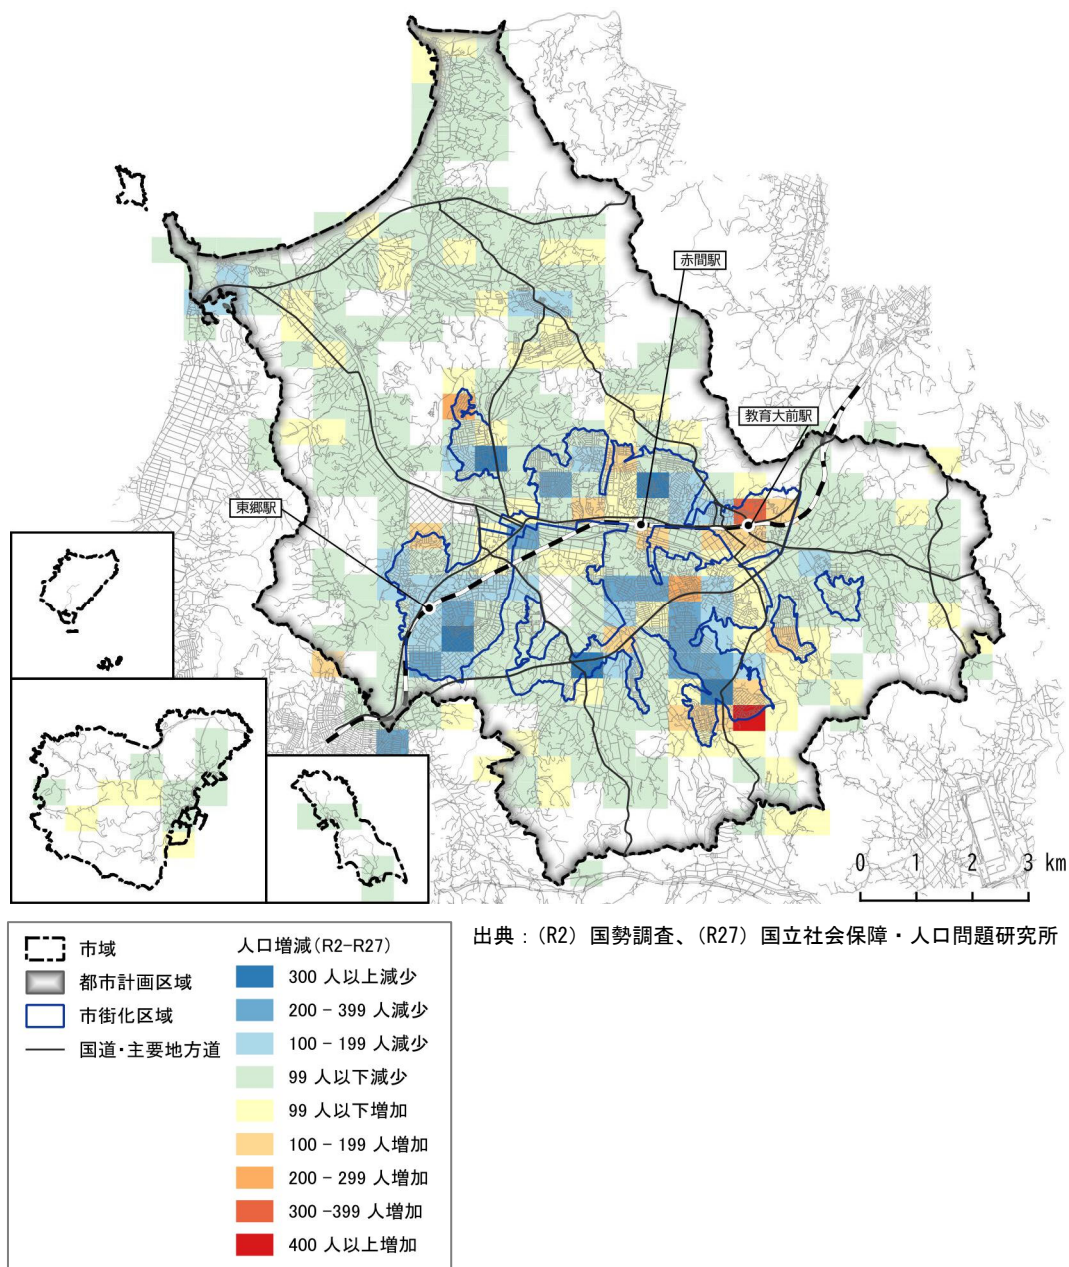 赤間駅
教育大前駅
東郷駅
0 1 2 3 km
出典：(R2) 国勢調査、(R27) 国立社会保障・人口問題研究所
市域
都市計画区域
市街化区域
国道・主要地方道
人口増減(R2-R27)
300 人以上減少
200 - 399 人減少
100 - 199 人減少
99 人以下減少
99 人以下増加
100 - 199 人増加
200 - 299 人増加
300 -399 人増加
400 人以上増加